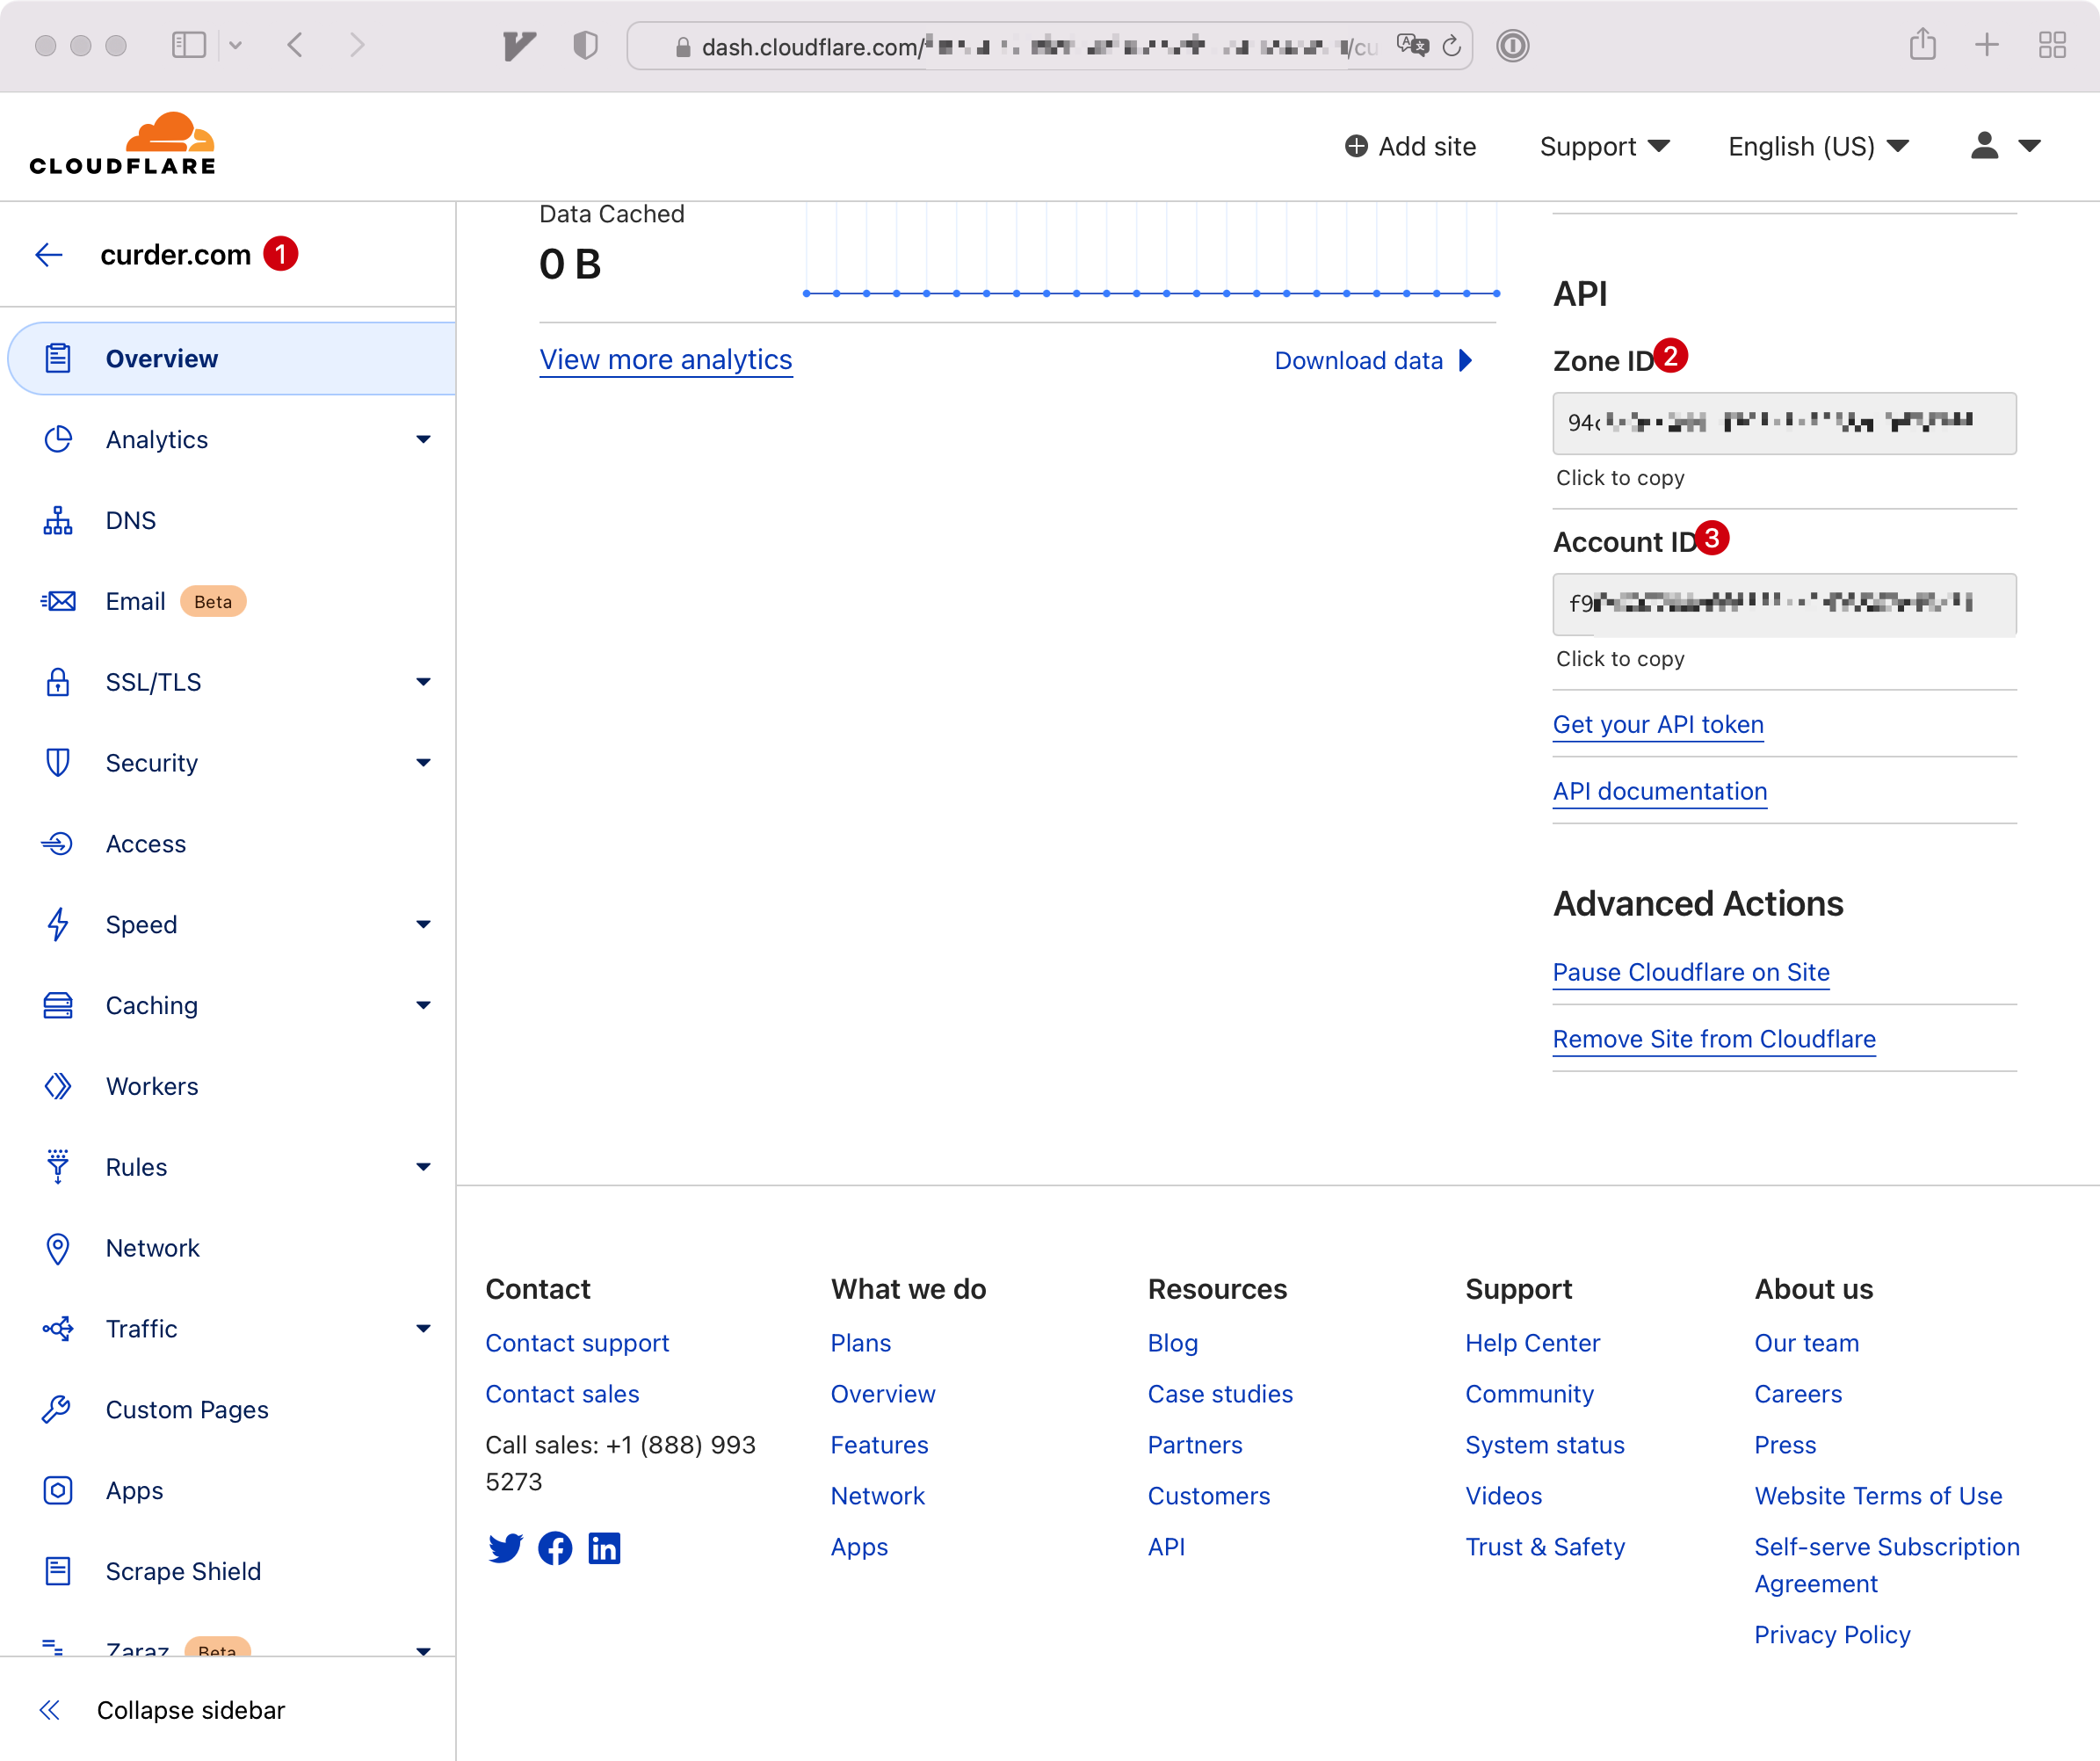 dash.cloudflare.com/
CLOUDFLARE
Add site
Support
English (US)
curder.com 1
Overview
Analytics
DNS
Email Beta
SSL/TLS
Security
Access
Speed
Caching
Workers
Rules
Network
Traffic
Custom Pages
Apps
Scrape Shield
Zaraz Beta
Collapse sidebar
Data Cached
0 B
View more analytics
Download data
API
Zone ID 2
Click to copy
Account ID 3
f9
Click to copy
Get your API token
API documentation
Advanced Actions
Pause Cloudflare on Site
Remove Site from Cloudflare
Contact
Contact support
Contact sales
Call sales: +1 (888) 993
5273
What we do
Plans
Overview
Features
Network
Apps
Resources
Blog
Case studies
Partners
Customers
API
Support
Help Center
Community
System status
Videos
Trust & Safety
About us
Our team
Careers
Press
Website Terms of Use
Self-serve Subscription
Agreement
Privacy Policy